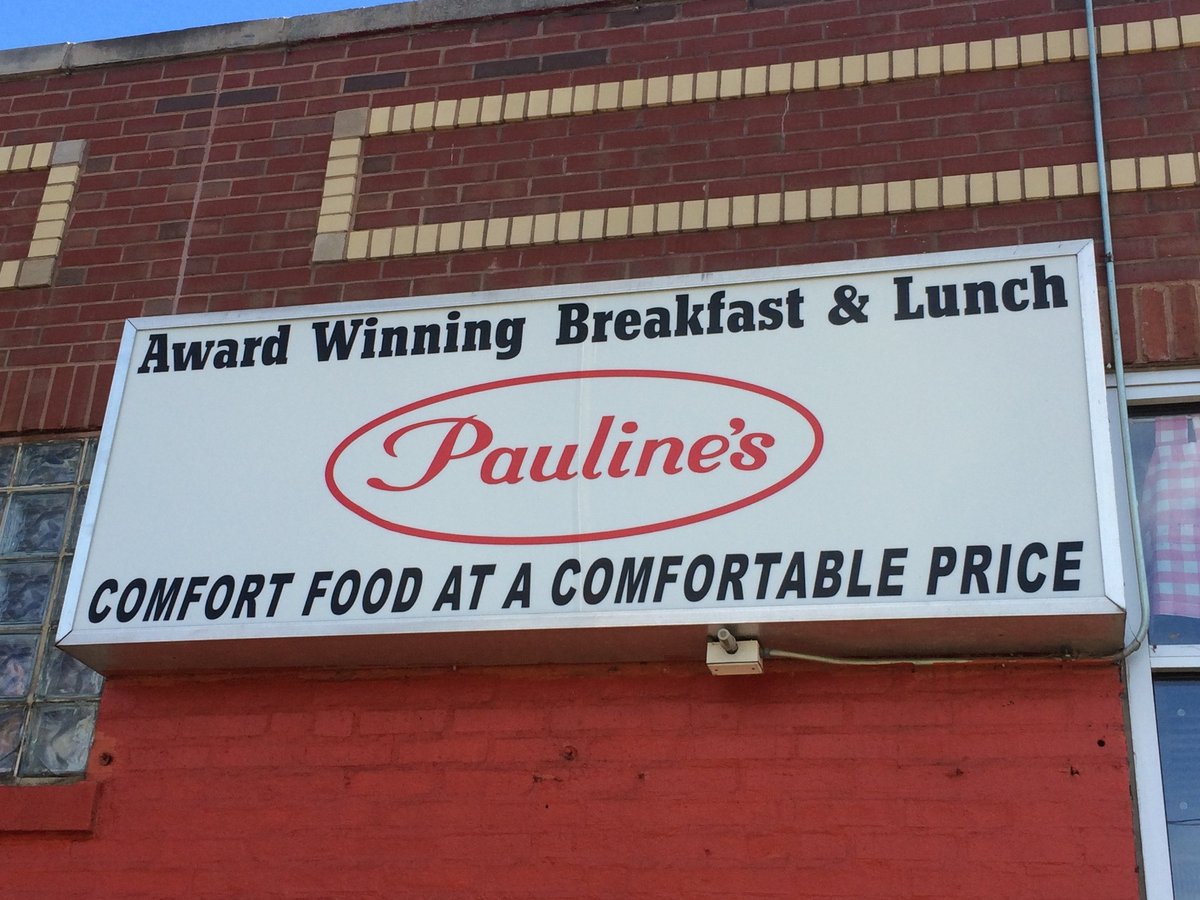 Award Winning Breakfast & Lunch
Pauline's
COMFORT FOOD AT A COMFORTABLE PRICE